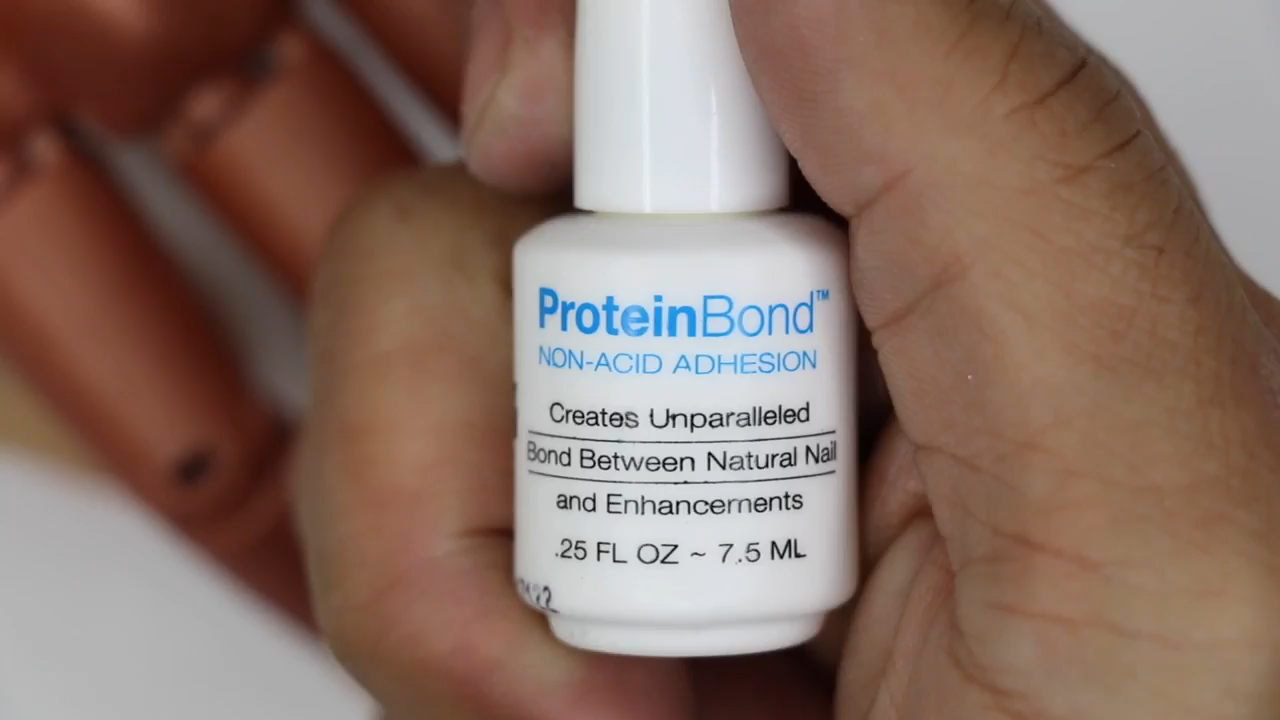 ProteinBond™
NON-ACID ADHESION
Creates Unparalleled
Bond Between Natural Nail
and Enhancements
.25 FL OZ ~ 7.5 ML